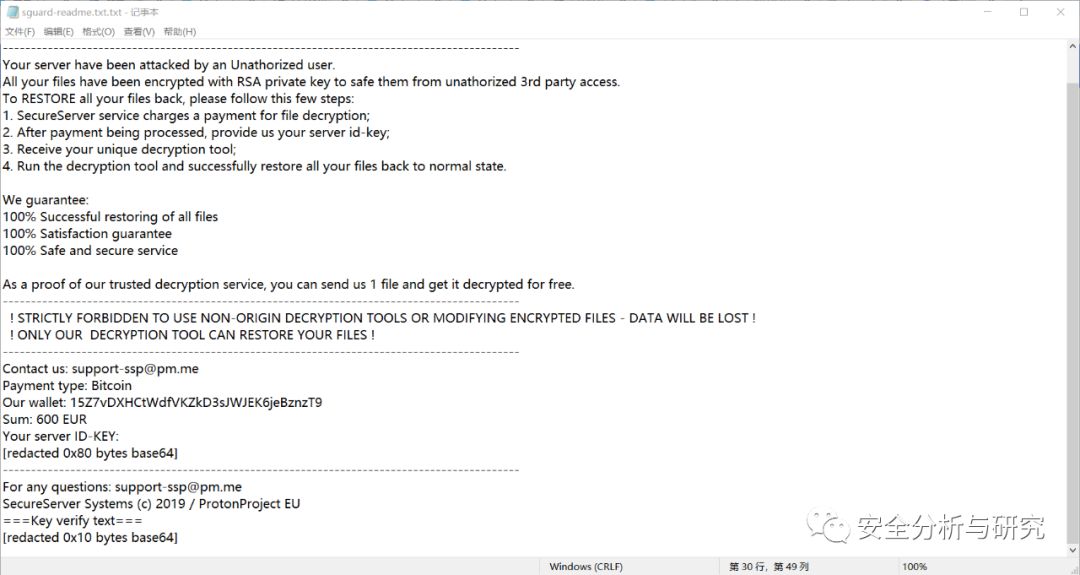 sguard-readme.txt.txt - 记事本
文件(F) 编辑(E) 格式(O) 查看(V) 帮助(H)
--------------------------------------------------------------------------------
Your server have been attacked by an Unathorized user.
All your files have been encrypted with RSA private key to safe them from unathorized 3rd party access.
To RESTORE all your files back, please follow this few steps:
1. SecureServer service charges a payment for file decryption;
2. After payment being processed, provide us your server id-key;
3. Receive your unique decryption tool;
4. Run the decryption tool and successfully restore all your files back to normal state.
We guarantee:
100% Successful restoring of all files
100% Satisfaction guarantee
100% Safe and secure service
As a proof of our trusted decryption service, you can send us 1 file and get it decrypted for free.
--------------------------------------------------------------------------------
! STRICTLY FORBIDDEN TO USE NON-ORIGIN DECRYPTION TOOLS OR MODIFYING ENCRYPTED FILES - DATA WILL BE LOST !
! ONLY OUR  DECRYPTION TOOL CAN RESTORE YOUR FILES !
--------------------------------------------------------------------------------
Contact us: support-ssp@pm.me
Payment type: Bitcoin
Our wallet: 15Z7vDXHCtWdfVKZkD3sJWJEK6jeBznzT9
Sum: 600 EUR
Your server ID-KEY:
[redacted 0x80 bytes base64]
--------------------------------------------------------------------------------
For any questions: support-ssp@pm.me
SecureServer Systems (c) 2019 / ProtonProject EU
===Key verify text===
[redacted 0x10 bytes base64]
安全分析与研究
Windows (CRLF) 第 30 行，第 49 列 100%